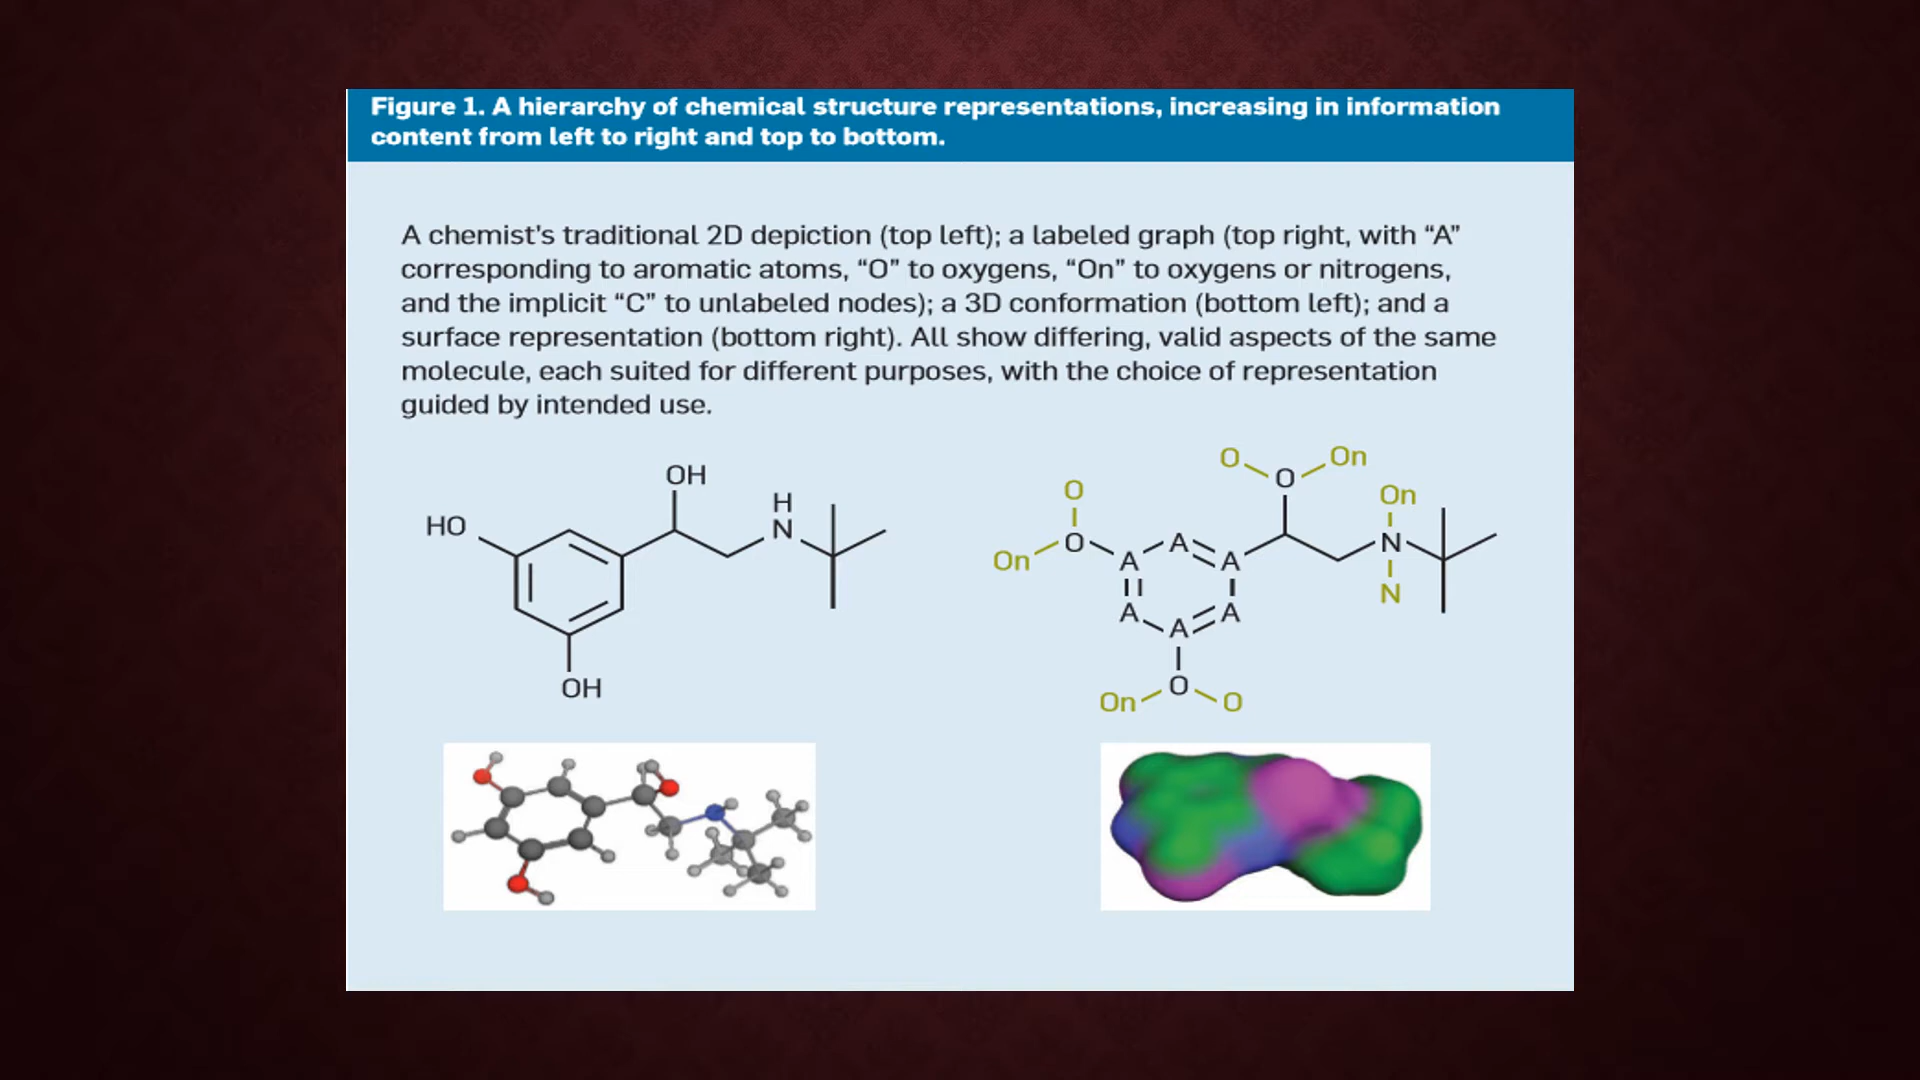 Figure 1. A hierarchy of chemical structure representations, increasing in information
content from left to right and top to bottom.
A chemist’s traditional 2D depiction (top left); a labeled graph (top right, with “A”
corresponding to aromatic atoms, “O” to oxygens, “On” to oxygens or nitrogens,
and the implicit “C” to unlabeled nodes); a 3D conformation (bottom left); and a
surface representation (bottom right). All show differing, valid aspects of the same
molecule, each suited for different purposes, with the choice of representation
guided by intended use.
OH
H
N
HO
OH
O On
O
On
O
O
On
N
N
A
A A
A A
A
O
On O